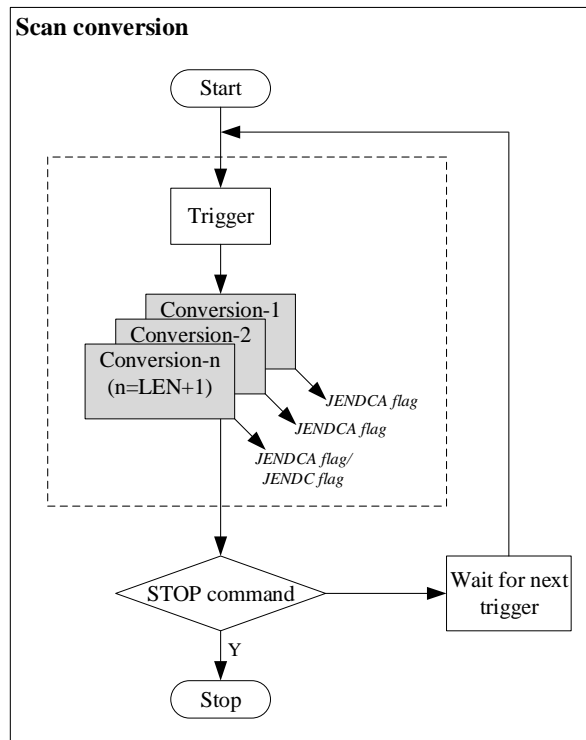 Scan conversion
Start
Trigger
Conversion-1
Conversion-2
Conversion-n
(n=LEN+1)
JENDCA flag
JENDCA flag
JENDCA flag/
JENDC flag
STOP command
Wait for next
trigger
Y
Stop